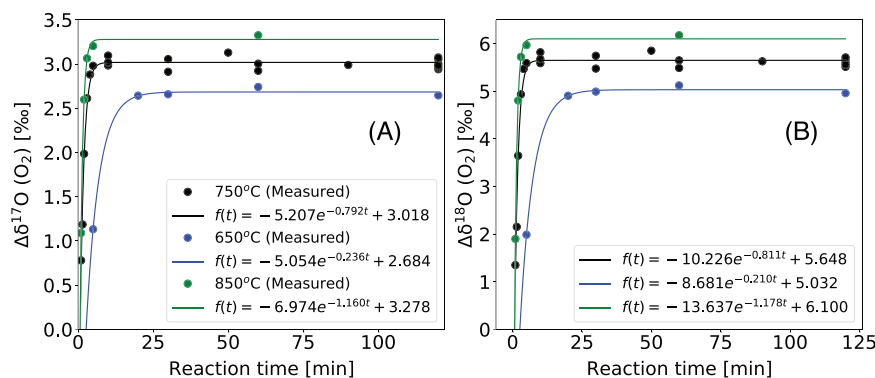 3.5
3.0
2.5
2.0
1.5
1.0
0.5
0.0
Δδ¹⁷O (O₂) [‰]
(A)
750°C (Measured)
f(t) = − 5.207e^{−0.792t} + 3.018
650°C (Measured)
f(t) = − 5.054e^{−0.236t} + 2.684
850°C (Measured)
f(t) = − 6.974e^{−1.160t} + 3.278
0 25 50 75 100
Reaction time [min]
6
5
4
3
2
1
0
Δδ¹⁸O (O₂) [‰]
(B)
f(t) = − 10.226e^{−0.811t} + 5.648
f(t) = − 8.681e^{−0.210t} + 5.032
f(t) = − 13.637e^{−1.178t} + 6.100
0 25 50 75 100 125
Reaction time [min]